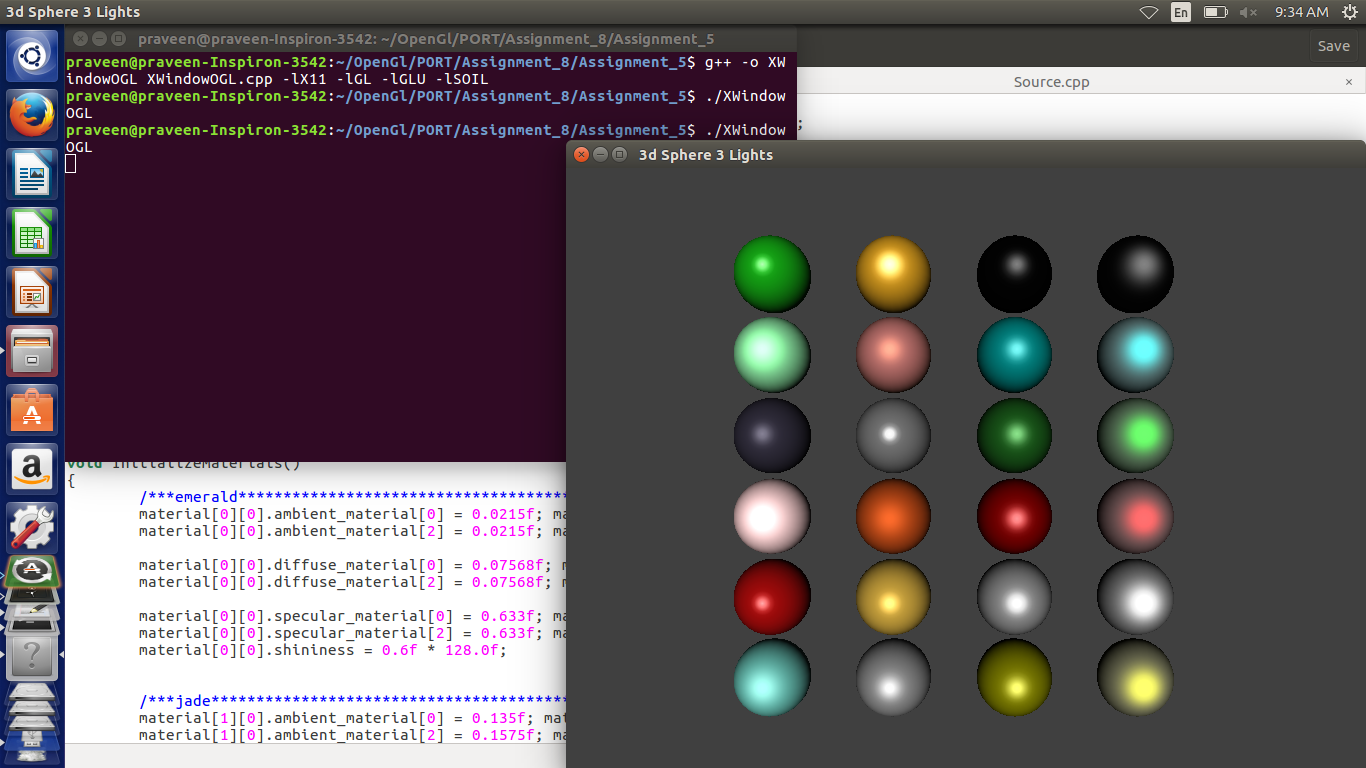 3d Sphere 3 Lights
En
9:34 AM
praveen@praveen-Inspiron-3542: ~/OpenGl/PORT/Assignment_8/Assignment_5
praveen@praveen-Inspiron-3542:~/OpenGl/PORT/Assignment_8/Assignment_5$ g++ -o XW
indowOGL XWindowOGL.cpp -lX11 -lGL -lGLU -lSOIL
praveen@praveen-Inspiron-3542:~/OpenGl/PORT/Assignment_8/Assignment_5$ ./XWindow
OGL
praveen@praveen-Inspiron-3542:~/OpenGl/PORT/Assignment_8/Assignment_5$ ./XWindow
OGL
Save
Source.cpp ×
;
3d Sphere 3 Lights
void InitializeMaterials()
{
/***emerald*************************************
material[0][0].ambient_material[0] = 0.0215f; ma
material[0][0].ambient_material[2] = 0.0215f; ma
material[0][0].diffuse_material[0] = 0.07568f; m
material[0][0].diffuse_material[2] = 0.07568f; m
material[0][0].specular_material[0] = 0.633f; ma
material[0][0].specular_material[2] = 0.633f; ma
material[0][0].shininess = 0.6f * 128.0f;
/***jade****************************************
material[1][0].ambient_material[0] = 0.135f; mat
material[1][0].ambient_material[2] = 0.1575f; ma